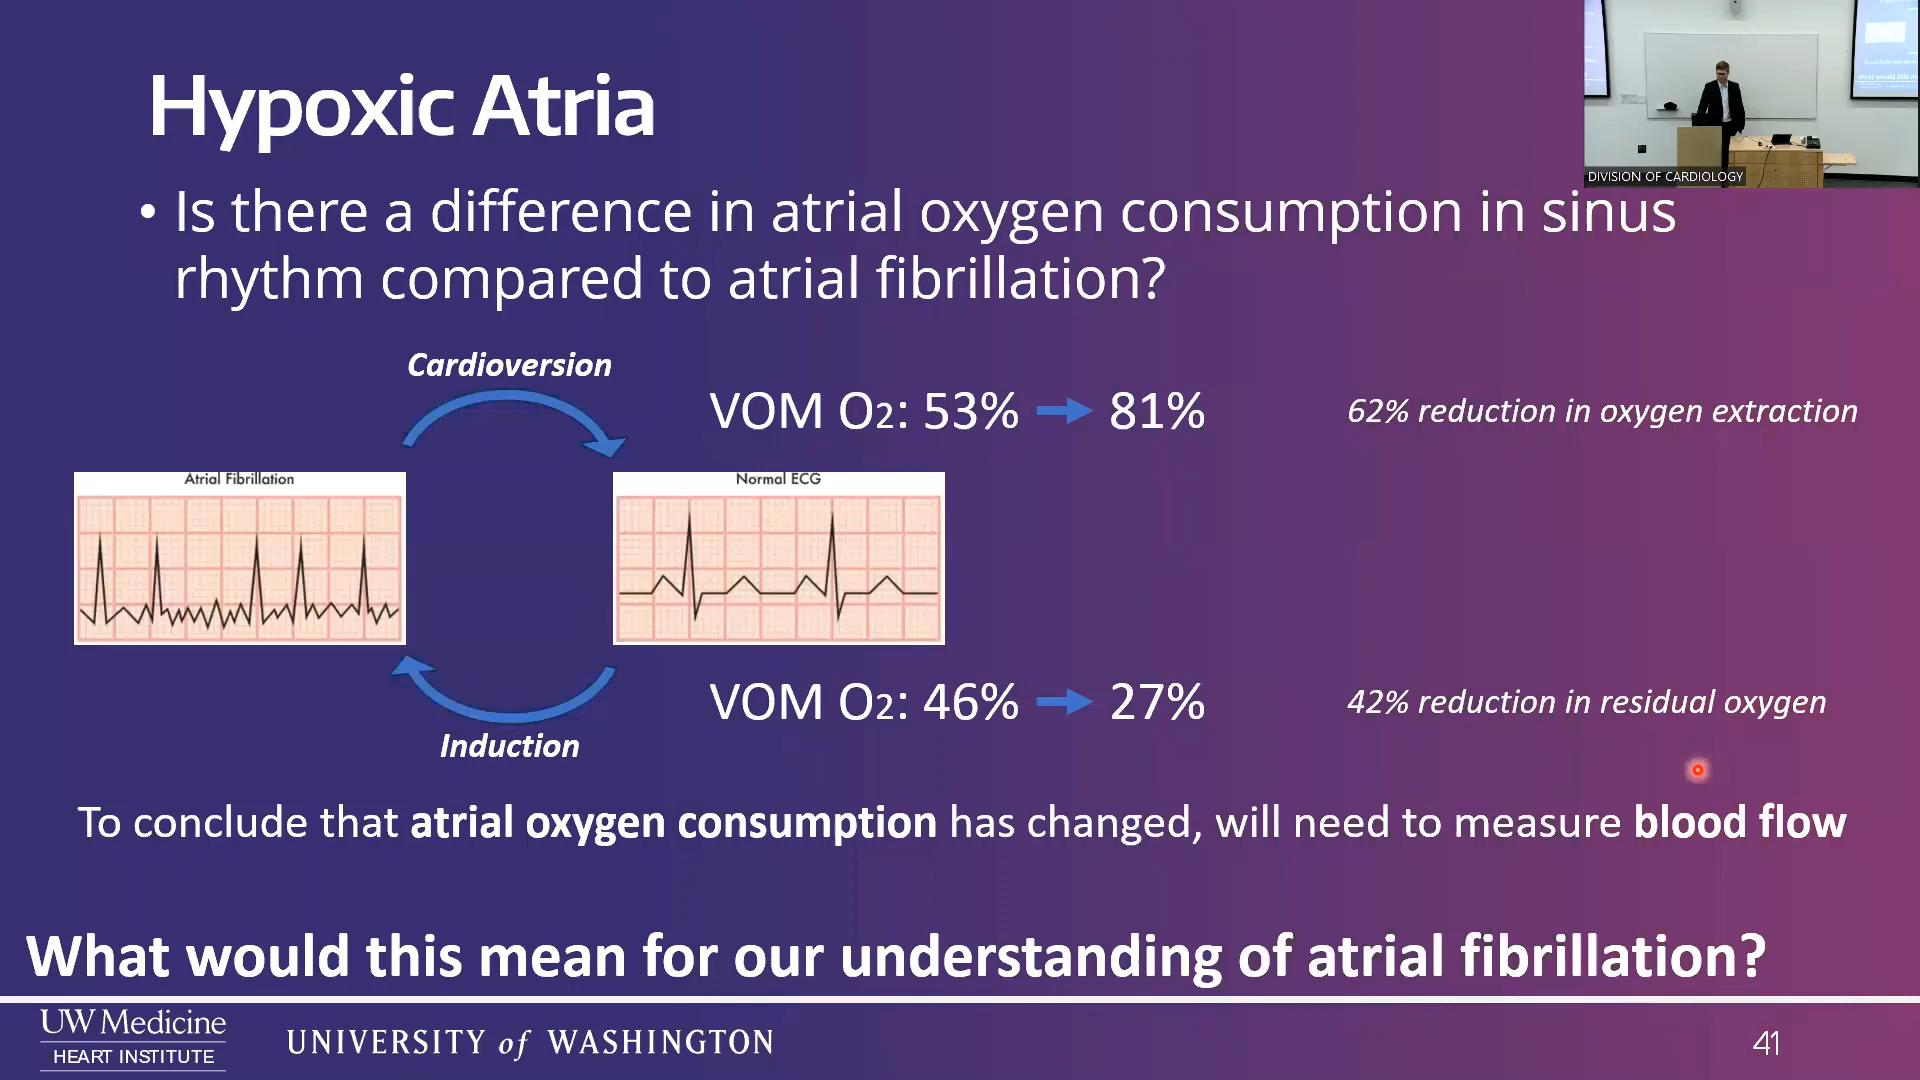 Hypoxic Atria
DIVISION OF CARDIOLOGY
• Is there a difference in atrial oxygen consumption in sinus
rhythm compared to atrial fibrillation?
Cardioversion
VOM O2: 53% → 81%
62% reduction in oxygen extraction
Atrial Fibrillation
Normal ECG
VOM O2: 46% → 27%
42% reduction in residual oxygen
Induction
To conclude that atrial oxygen consumption has changed, will need to measure blood flow
What would this mean for our understanding of atrial fibrillation?
UW Medicine
HEART INSTITUTE
UNIVERSITY of WASHINGTON
41